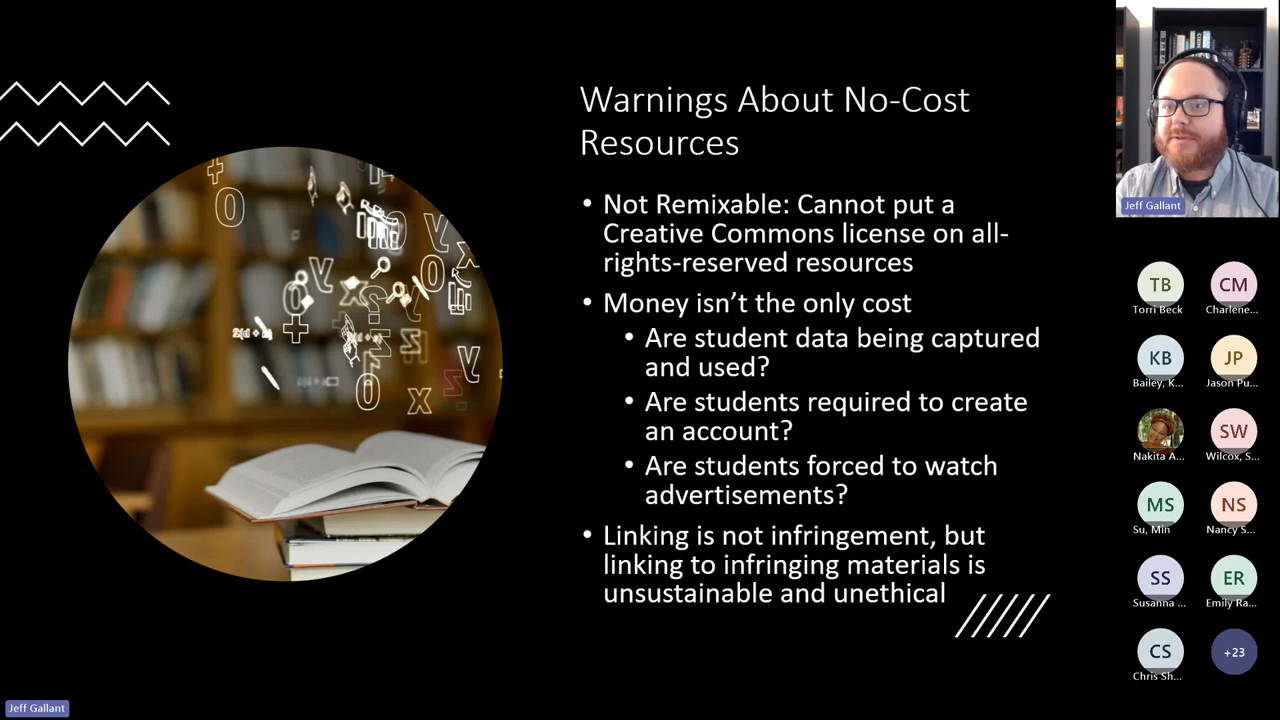 Warnings About No-Cost
Resources
• Not Remixable: Cannot put a
Creative Commons license on all-
rights-reserved resources
• Money isn’t the only cost
• Are student data being captured
and used?
• Are students required to create
an account?
• Are students forced to watch
advertisements?
• Linking is not infringement, but
linking to infringing materials is
unsustainable and unethical
Jeff Gallant
TB
Torri Beck
CM
Charlene...
KB
Bailey, K...
JP
Jason Pu...
Nakita A...
SW
Wilcox, S...
MS
Su, Min
NS
Nancy S...
SS
Susanna ...
ER
Emily Ra...
CS
Chris Sh...
+23
Jeff Gallant